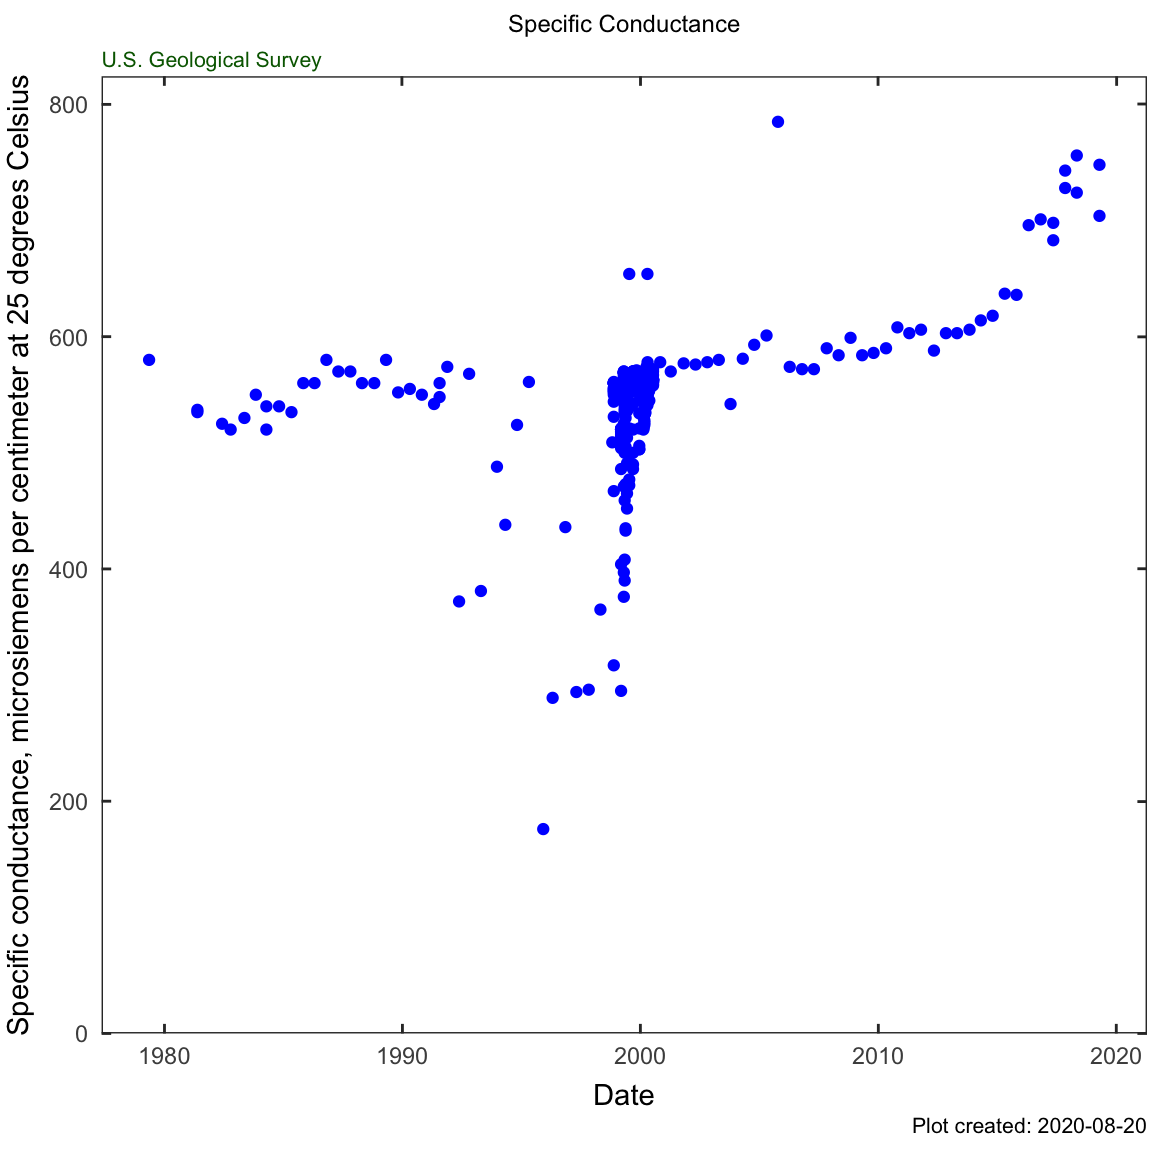 Specific Conductance
U.S. Geological Survey
Specific conductance, microsiemens per centimeter at 25 degrees Celsius
800
600
400
200
0
1980 1990 2000 2010 2020
Date
Plot created: 2020-08-20